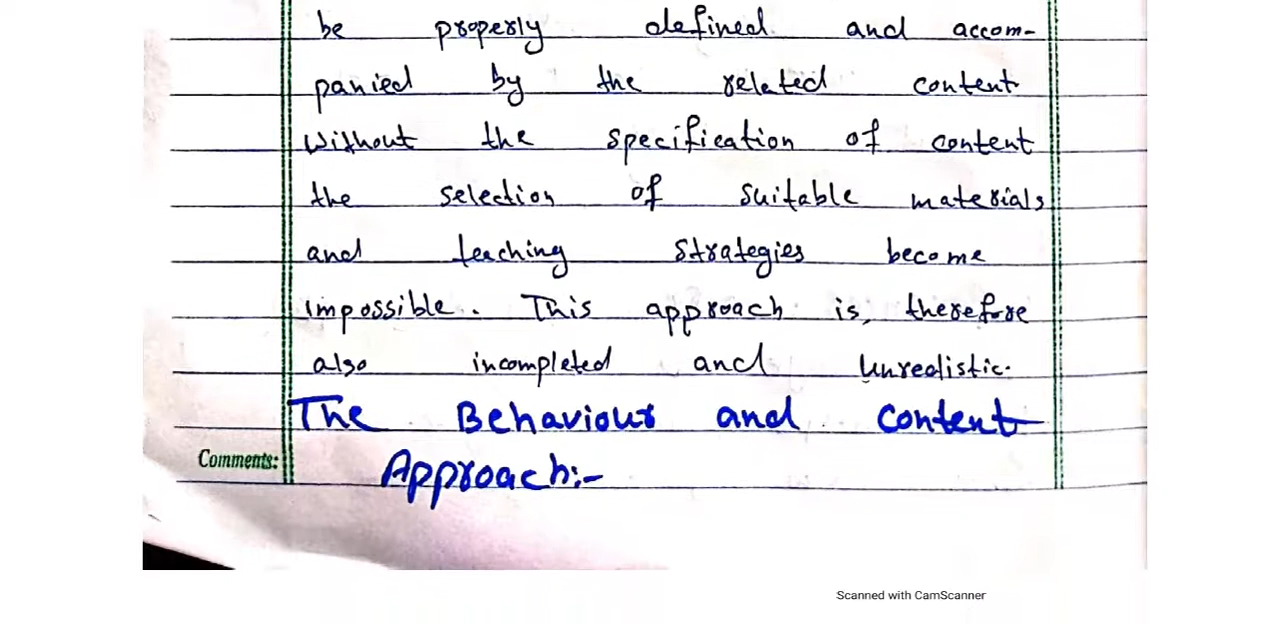 be properly defined and accom-
panied by the related content
Without the specification of content
the selection of suitable materials
and teaching strategies become
impossible. This approach is, therefore
also incompleted and unrealistic.
The Behaviour and content
Comments:
Approach:-
Scanned with CamScanner